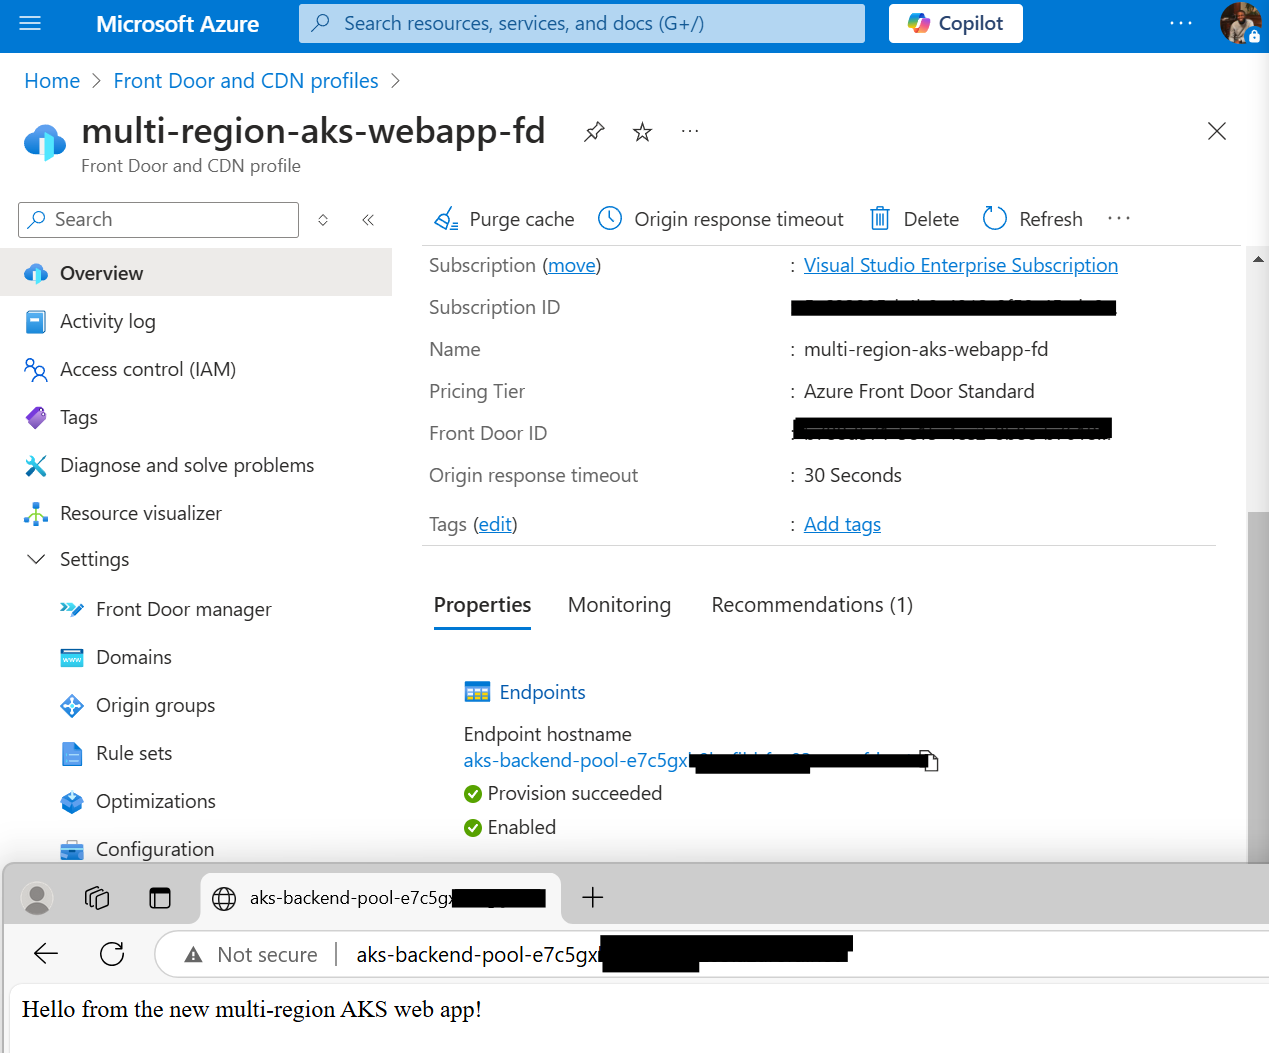 Microsoft Azure
Search resources, services, and docs (G+/)
Copilot
Home > Front Door and CDN profiles >
multi-region-aks-webapp-fd
Front Door and CDN profile
Search
Purge cache
Origin response timeout
Delete
Refresh
Overview
Activity log
Access control (IAM)
Tags
Diagnose and solve problems
Resource visualizer
Settings
Front Door manager
Domains
Origin groups
Rule sets
Optimizations
Configuration
Subscription (move) : Visual Studio Enterprise Subscription
Subscription ID
Name : multi-region-aks-webapp-fd
Pricing Tier : Azure Front Door Standard
Front Door ID :
Origin response timeout : 30 Seconds
Tags (edit) : Add tags
Properties
Monitoring
Recommendations (1)
Endpoints
Endpoint hostname
aks-backend-pool-e7c5gx
Provision succeeded
Enabled
aks-backend-pool-e7c5gx
Not secure | aks-backend-pool-e7c5gx
Hello from the new multi-region AKS web app!